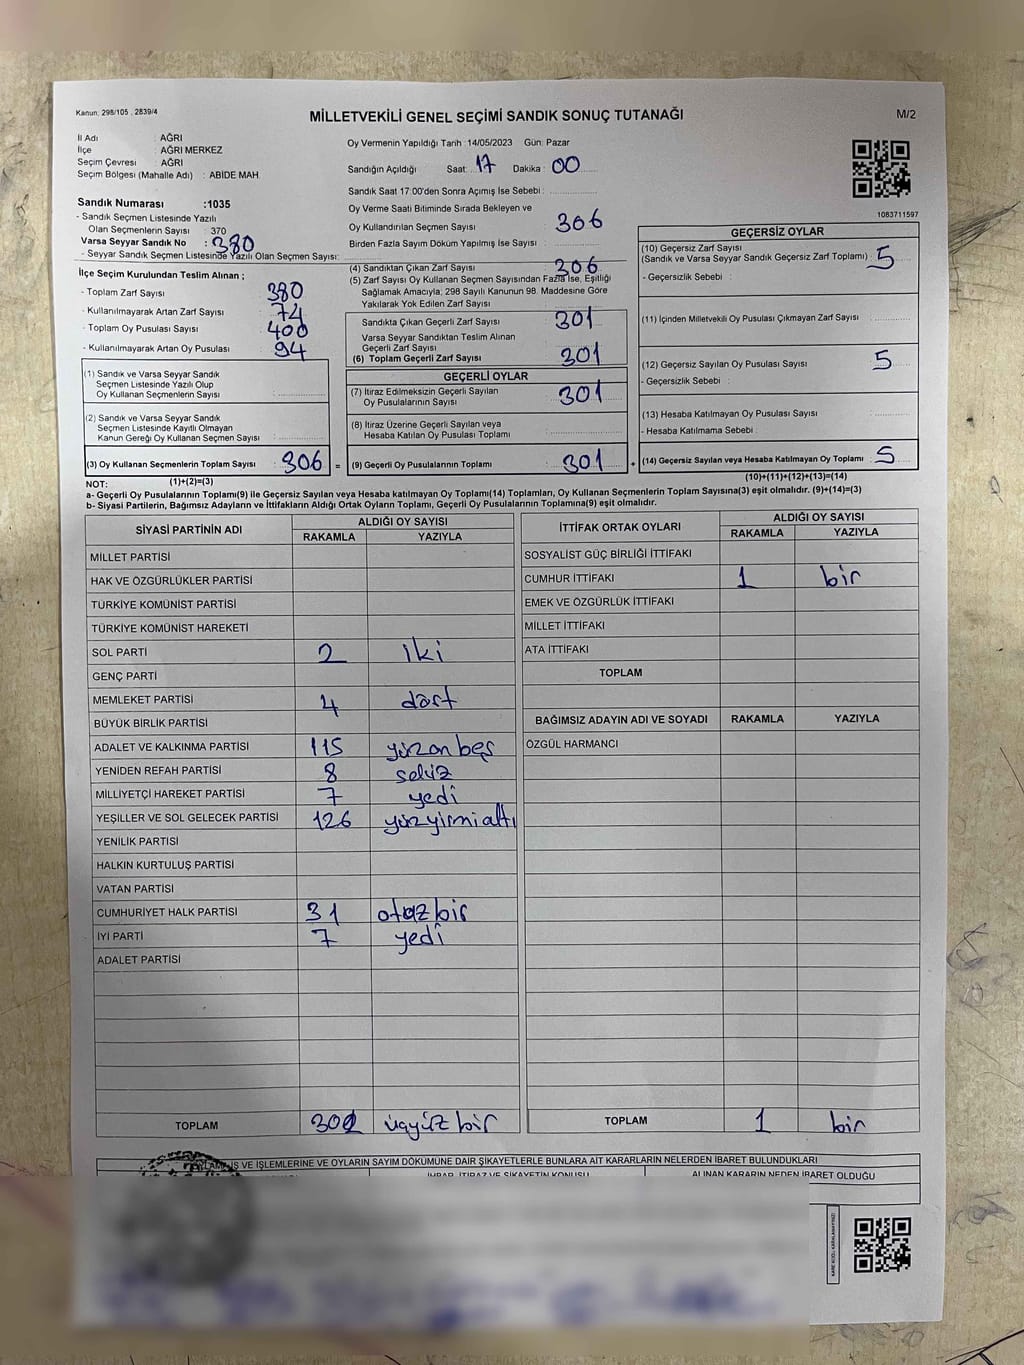 Kanun: 298/105 , 2839/4
MİLLETVEKİLİ GENEL SEÇİMİ SANDIK SONUÇ TUTANAĞI
M/2
İl Adı : AĞRI
İlçe : AĞRI MERKEZ
Seçim Çevresi : AĞRI
Seçim Bölgesi (Mahalle Adı) : ABIDE MAH.
Sandık Numarası :1035
- Sandık Seçmen Listesinde Yazılı
Olan Seçmenlerin Sayısı : 370
Varsa Seyyar Sandık No : 380
- Seyyar Sandık Seçmen Listesinde Yazılı Olan Seçmen Sayısı:
Oy Vermenin Yapıldığı Tarih :14/05/2023 Gün: Pazar
Sandığın Açıldığı Saat: 17 Dakika : 00
Sandık Saat 17:00'den Sonra Açımış İse Sebebi :
Oy Verme Saati Bitiminde Sırada Bekleyen ve
Oy Kullandırılan Seçmen Sayısı : 306
Birden Fazla Sayım Döküm Yapılmış İse Sayısı :
1083711597
İlçe Seçim Kurulundan Teslim Alınan ;
- Toplam Zarf Sayısı : 380
- Kullanılmayarak Artan Zarf Sayısı : 74
- Toplam Oy Pusulası Sayısı : 400
- Kullanılmayarak Artan Oy Pusulası : 94
(1) Sandık ve Varsa Seyyar Sandık
Seçmen Listesinde Yazılı Olup
Oy Kullanan Seçmenlerin Sayısı :
(2) Sandık ve Varsa Seyyar Sandık
Seçmen Listesinde Kayıtlı Olmayan
Kanun Gereği Oy Kullanan Seçmen Sayısı :
(3) Oy Kullanan Seçmenlerin Toplam Sayısı : 306 =
(4) Sandıktan Çıkan Zarf Sayısı : 306
(5) Zarf Sayısı Oy Kullanan Seçmen Sayısından Fazla İse, Eşitliği
Sağlamak Amacıyla; 298 Sayılı Kanunun 98. Maddesine Göre
Yakılarak Yok Edilen Zarf Sayısı :
Sandıkta Çıkan Geçerli Zarf Sayısı : 301
Varsa Seyyar Sandıktan Teslim Alınan
Geçerli Zarf Sayısı :
(6) Toplam Geçerli Zarf Sayısı : 301
GEÇERLİ OYLAR
(7) İtiraz Edilmeksizin Geçerli Sayılan
Oy Pusulalarının Sayısı : 301
(8) İtiraz Üzerine Geçerli Sayılan veya
Hesaba Katılan Oy Pusulası Toplamı :
(9) Geçerli Oy Pusulalarının Toplamı : 301 +
GEÇERSİZ OYLAR
(10) Geçersiz Zarf Sayısı
(Sandık ve Varsa Seyyar Sandık Geçersiz Zarf Toplamı) : 5
- Geçersizlik Sebebi :
(11) İçinden Milletvekili Oy Pusulası Çıkmayan Zarf Sayısı :
(12) Geçersiz Sayılan Oy Pusulası Sayısı : 5
- Geçersizlik Sebebi :
(13) Hesaba Katılmayan Oy Pusulası Sayısı :
- Hesaba Katılmama Sebebi :
(14) Geçersiz Sayılan veya Hesaba Katılmayan Oy Toplamı : 5
NOT: (1)+(2)=(3)
(10)+(11)+(12)+(13)=(14)
a- Geçerli Oy Pusulalarının Toplamı(9) ile Geçersiz Sayılan veya Hesaba katılmayan Oy Toplamı(14) Toplamları, Oy Kullanan Seçmenlerin Toplam Sayısına(3) eşit olmalıdır. (9)+(14)=(3)
b- Siyasi Partilerin, Bağımsız Adayların ve İttifakların Aldığı Ortak Oyların Toplamı, Geçerli Oy Pusulalarının Toplamına(9) eşit olmalıdır.
SİYASİ PARTİNİN ADI ALDIĞI OY SAYISI
RAKAMLA YAZIYLA
MİLLET PARTİSİ
HAK VE ÖZGÜRLÜKLER PARTİSİ
TÜRKİYE KOMÜNİST PARTİSİ
TÜRKİYE KOMÜNİST HAREKETİ
SOL PARTİ 2 iki
GENÇ PARTİ
MEMLEKET PARTİSİ 4 dört
BÜYÜK BİRLİK PARTİSİ
ADALET VE KALKINMA PARTİSİ 115 yüzon beş
YENİDEN REFAH PARTİSİ 8 sekiz
MİLLİYETÇİ HAREKET PARTİSİ 7 yedi
YEŞİLLER VE SOL GELECEK PARTİSİ 126 yüzyirmialtı
YENİLİK PARTİSİ
HALKIN KURTULUŞ PARTİSİ
VATAN PARTİSİ
CUMHURİYET HALK PARTİSİ 31 otuzbir
İYİ PARTİ 7 yedi
ADALET PARTİSİ
TOPLAM 301 üçyüz bir
İTTİFAK ORTAK OYLARI ALDIĞI OY SAYISI
RAKAMLA YAZIYLA
SOSYALİST GÜÇ BİRLİĞİ İTTİFAKI
CUMHUR İTTİFAKI 1 bir
EMEK VE ÖZGÜRLÜK İTTİFAKI
MİLLET İTTİFAKI
ATA İTTİFAKI
TOPLAM
BAĞIMSIZ ADAYIN ADI VE SOYADI RAKAMLA YAZIYLA
ÖZGÜL HARMANCI
TOPLAM 1 bir
VE İŞLEMLERİNE VE OYLARIN SAYIM DÖKÜMÜNE DAİR ŞİKAYETLERLE BUNLARA AİT KARARLARIN NELERDEN İBARET BULUNDUKLARI
İHBAR, İTİRAZ VE ŞİKAYETİN KONUSU ALINAN KARARIN NEDEN İBARET OLDUĞU